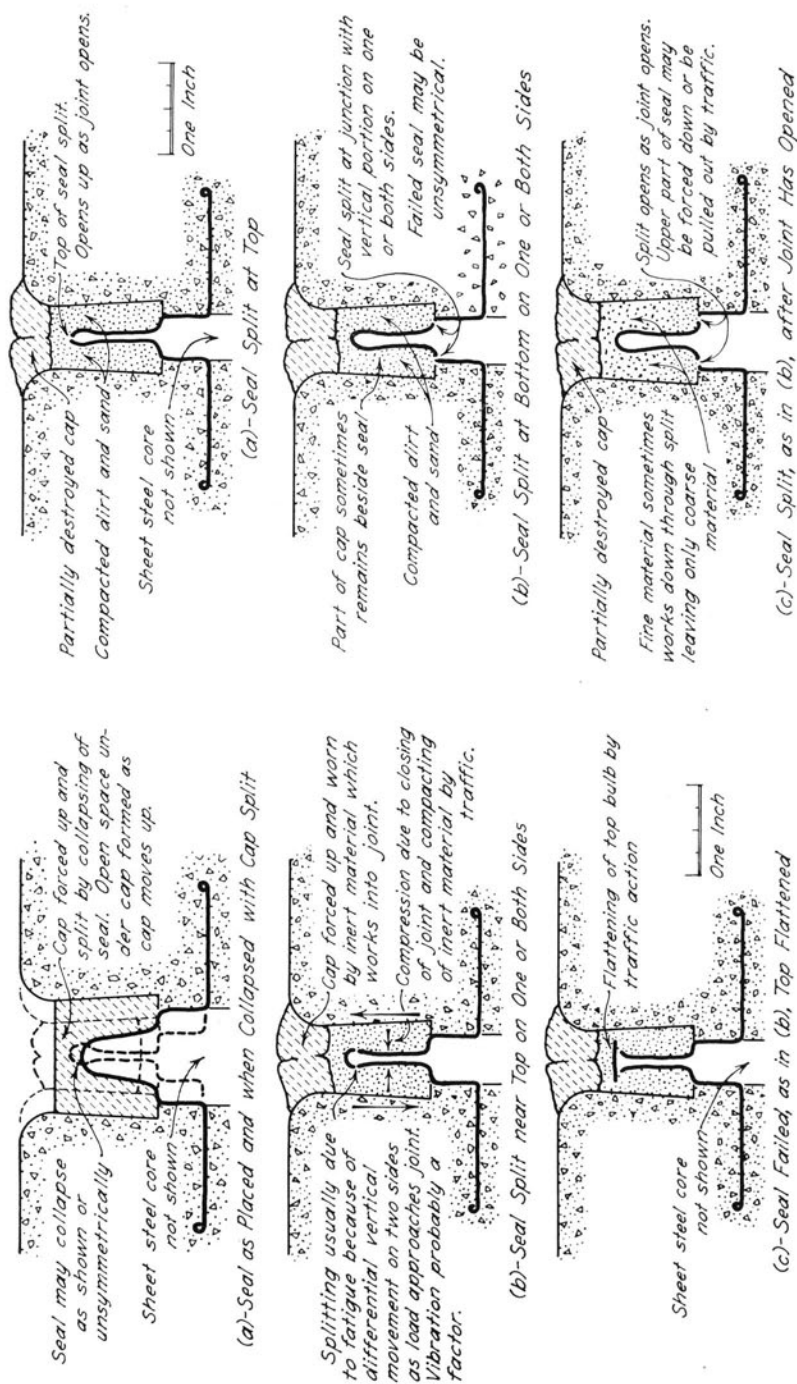 Seal may collapse
as shown or
unsymmetrically
Cap forced up and
split by collapsing of
seal. Open space un-
der cap formed as
cap moves up.
Sheet steel core
not shown
(a)-Seal as Placed and when Collapsed with Cap Split
Splitting usually due
to fatigue because of
differential vertical
movement on two sides
as load approaches joint.
Vibration probably a
factor.
Cap forced up and worn
by inert material which
works into joint.
Compression due to closing
of joint and compacting
of inert material by
traffic.
(b)-Seal Split near Top on One or Both Sides
Flattening of top bulb by
traffic action
Sheet steel core
not shown
One Inch
(c)-Seal Failed, as in (b), Top Flattened
Partially destroyed cap
Compacted dirt and sand
Top of seal split.
Opens up as joint opens.
Sheet steel core
not shown
One Inch
(a)-Seal Split at Top
Part of cap sometimes
remains beside seal
Compacted dirt
and sand
Seal split at junction with
vertical portion on one
or both sides.
Failed seal may be
unsymmetrical.
(b)-Seal Split at Bottom on One or Both Sides
Partially destroyed cap
Fine material sometimes
works down through split
leaving only coarse
material
Split opens as joint opens.
Upper part of seal may
be forced down or be
pulled out by traffic.
(c)-Seal Split, as in (b), after Joint Has Opened